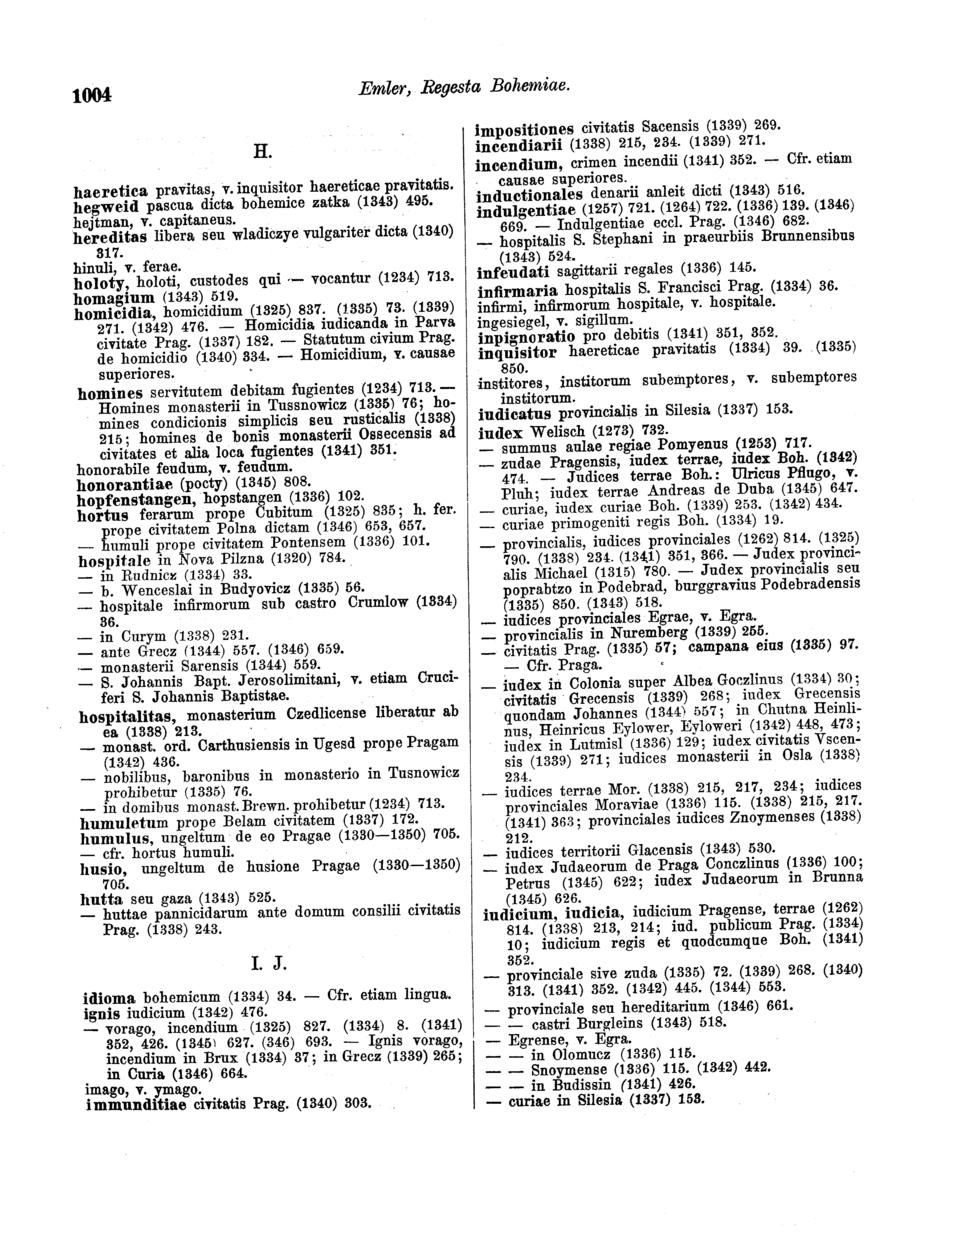 1004
Emler, Regesta Bohemiae.
H.
haeretica pravitas, v. inquisitor haereticae pravitatis.
hegweid pascua dicta bohemice zatka (1343) 495.
hejtman, v. capitaneus.
hereditas libera seu wladiczye vulgariter dicta (1340)
317.
hinuli, v. ferae.
holoty, holoti, custodes qui — vocantur (1234) 713.
homagium (1343) 519.
homicidia, homicidium (1325) 837. (1335) 73. (1339)
271. (1342) 476. — Homicidia iudicanda in Parva
civitate Prag. (1337) 182. — Statutum civium Prag.
de homicidio (1340) 334. — Homicidium, v. causae
superiores.
homines servitutem debitam fugientes (1234) 713. —
Homines monasterii in Tussnowicz (1335) 76; ho-
mines condicionis simplicis seu rusticalis (1338)
215; homines de bonis monasterii Ossecensis ad
civitates et alia loca fugientes (1341) 351.
honorabile feudum, v. feudum.
honorantiae (pocty) (1345) 808.
hopfenstangen, hopstangen (1336) 102.
hortus ferarum prope Cubitum (1325) 835; h. fer.
prope civitatem Polna dictam (1346) 653, 657.
— humuli prope civitatem Pontensem (1336) 101.
hospitale in Nova Pilzna (1320) 784.
— in Rudnicz (1334) 33.
— b. Wenceslai in Budyovicz (1335) 56.
— hospitale infirmorum sub castro Crumlow (1334)
36.
— in Curym (1338) 231.
— ante Grecz (1344) 557. (1346) 659.
— monasterii Sarensis (1344) 559.
— S. Johannis Bapt. Jerosolimitani, v. etiam Cruci-
feri S. Johannis Baptistae.
hospitalitas, monasterium Czedlicense liberatur ab
ea (1338) 213.
— monast. ord. Carthusiensis in Ugesd prope Pragam
(1342) 436.
— nobilibus, baronibus in monasterio in Tusnowicz
prohibetur (1335) 76.
— in domibus monast. Brewn. prohibetur (1234) 713.
humuletum prope Belam civitatem (1337) 172.
humulus, ungeltum de eo Pragae (1330—1350) 705.
— cfr. hortus humuli.
husio, ungeltum de husione Pragae (1330—1350)
705.
hutta seu gaza (1343) 525.
— huttae pannicidarum ante domum consilii civitatis
Prag. (1338) 243.
I. J.
idioma bohemicum (1334) 34. — Cfr. etiam lingua.
ignis iudicium (1342) 476.
— vorago, incendium (1325) 827. (1334) 8. (1341)
352, 426. (1345) 627. (346) 693. — Ignis vorago,
incendium in Brux (1334) 37; in Grecz (1339) 265;
in Curia (1346) 664.
imago, v. ymago.
immunditiae civitatis Prag. (1340) 303.
impositiones civitatis Sacensis (1339) 269.
incendiarii (1338) 215, 234. (1339) 271.
incendium, crimen incendii (1341) 352. — Cfr. etiam
causae superiores.
inductionales denarii anleit dicti (1343) 516.
indulgentiae (1257) 721. (1264) 722. (1336) 139. (1346)
669. — Indulgentiae eccl. Prag. (1346) 682.
— hospitalis S. Stephani in praeurbiis Brunnensibus
(1343) 524.
infeudati sagittarii regales (1336) 145.
infirmaria hospitalis S. Francisci Prag. (1334) 36.
infirmi, infirmorum hospitale, v. hospitale.
ingesiegel, v. sigillum.
inpignoratio pro debitis (1341) 351, 352.
inquisitor haereticae pravitatis (1334) 39. (1335)
850.
institores, institorum subemptores, v. subemptores
institorum.
iudicatus provincialis in Silesia (1337) 153.
iudex Welisch (1273) 732.
— summus aulae regiae Pomyenus (1253) 717.
— zudae Pragensis, iudex terrae, iudex Boh. (1342)
474. — Judices terrae Boh.: Ulricus Pflugo, v.
Pluh; iudex terrae Andreas de Duba (1345) 647.
— curiae, iudex curiae Boh. (1339) 253. (1342) 434.
— curiae primogeniti regis Boh. (1334) 19.
— provincialis, iudices provinciales (1262) 814. (1325)
790. (1338) 234. (1341) 351, 366. — Judex provinci-
alis Michael (1315) 780. — Judex provincialis seu
poprabtzo in Podebrad, burggravius Podebradensis
(1335) 850. (1343) 518.
— iudices provinciales Egrae, v. Egra.
— provincialis in Nuremberg (1339) 255.
— civitatis Prag. (1335) 57; campana eius (1335) 97.
— Cfr. Praga.
— iudex in Colonia super Albea Goczlinus (1334) 30;
civitatis Grecensis (1339) 268; iudex Grecensis
quondam Johannes (1344) 557; in Chutna Heinli-
nus, Heinricus Eylower, Eyloweri (1342) 448, 473;
iudex in Lutmisl (1336) 129; iudex civitatis Vscen-
sis (1339) 271; iudices monasterii in Osla (1338)
234.
— iudices terrae Mor. (1338) 215, 217, 234; iudices
provinciales Moraviae (1336) 115. (1338) 215, 217.
(1341) 363; provinciales iudices Znoymenses (1338)
212.
— iudices territorii Glacensis (1343) 530.
— iudex Judaeorum de Praga Conczlinus (1336) 100;
Petrus (1345) 622; iudex Judaeorum in Brunna
(1345) 626.
iudicium, iudicia, iudicium Pragense, terrae (1262)
814. (1338) 213, 214; iud. publicum Prag. (1334)
10; iudicium regis et quodcumque Boh. (1341)
352.
— provinciale sive zuda (1335) 72. (1339) 268. (1340)
313. (1341) 352. (1342) 445. (1344) 553.
— provinciale seu hereditarium (1346) 661.
— — castri Burgleins (1343) 518.
— Egrense, v. Egra.
— — in Olomucz (1336) 115.
— — Snoymense (1336) 115. (1342) 442.
— — in Budissin (1341) 426.
— curiae in Silesia (1337) 153.